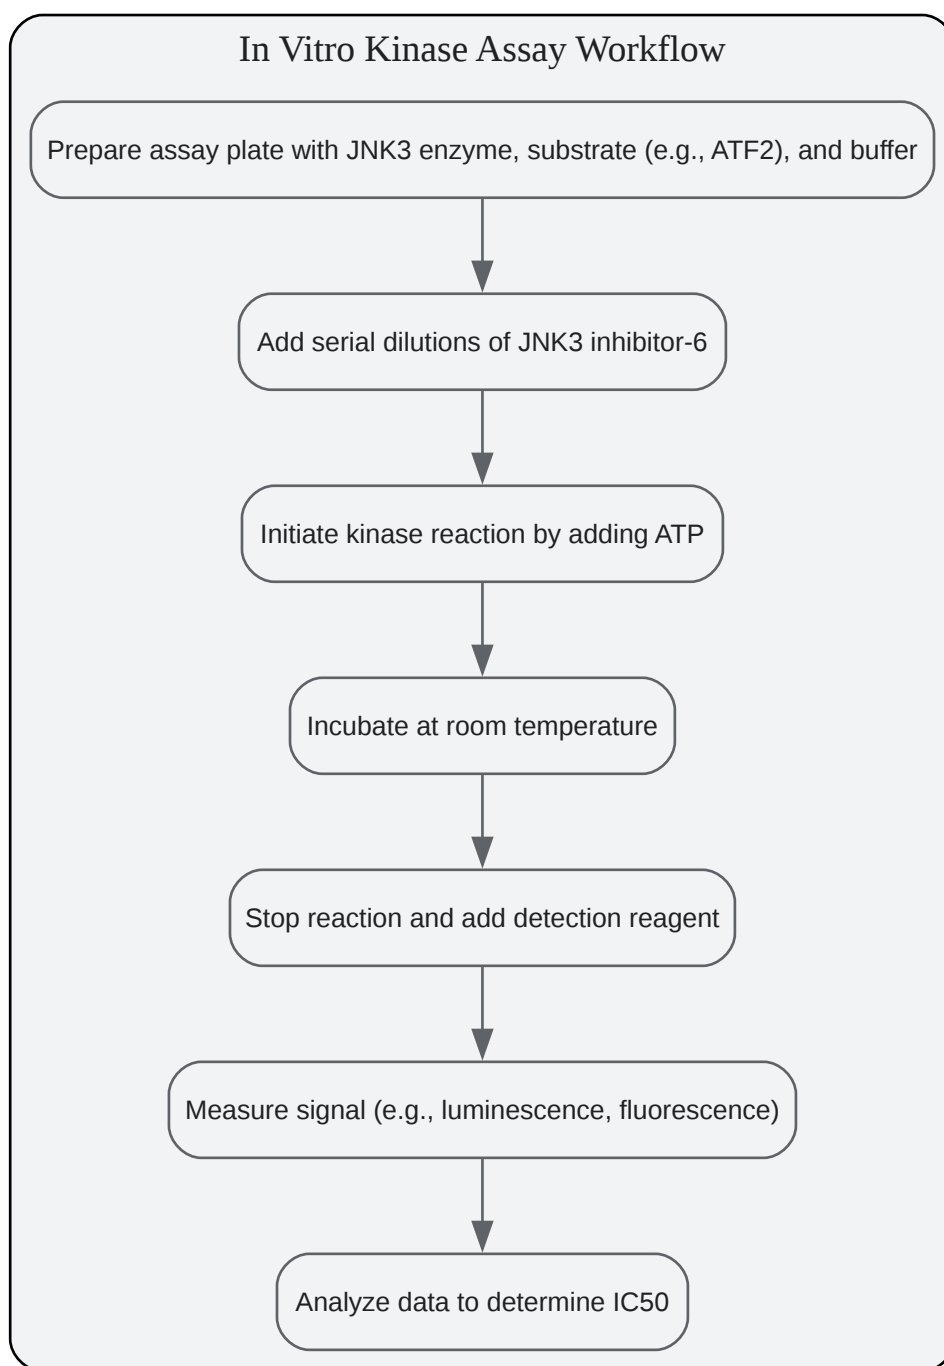 In Vitro Kinase Assay Workflow
Prepare assay plate with JNK3 enzyme, substrate (e.g., ATF2), and buffer
Add serial dilutions of JNK3 inhibitor-6
Initiate kinase reaction by adding ATP
Incubate at room temperature
Stop reaction and add detection reagent
Measure signal (e.g., luminescence, fluorescence)
Analyze data to determine IC50